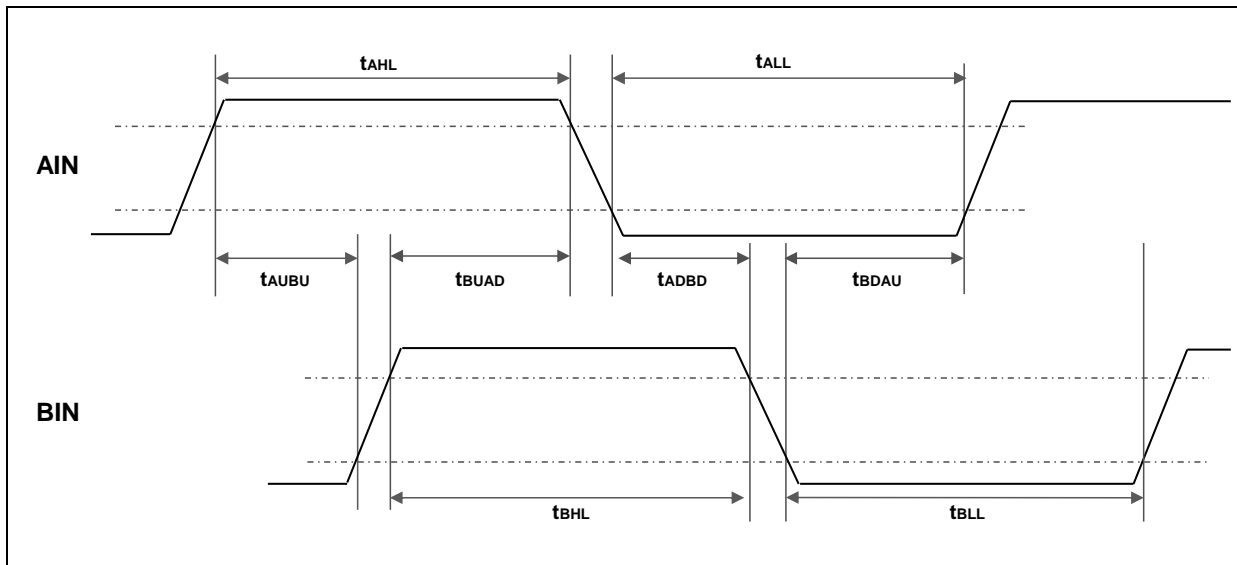 tAHL
tALL
AIN
tAUBU
tBUAD
tADBD
tBDAU
BIN
tBHL
tBLL